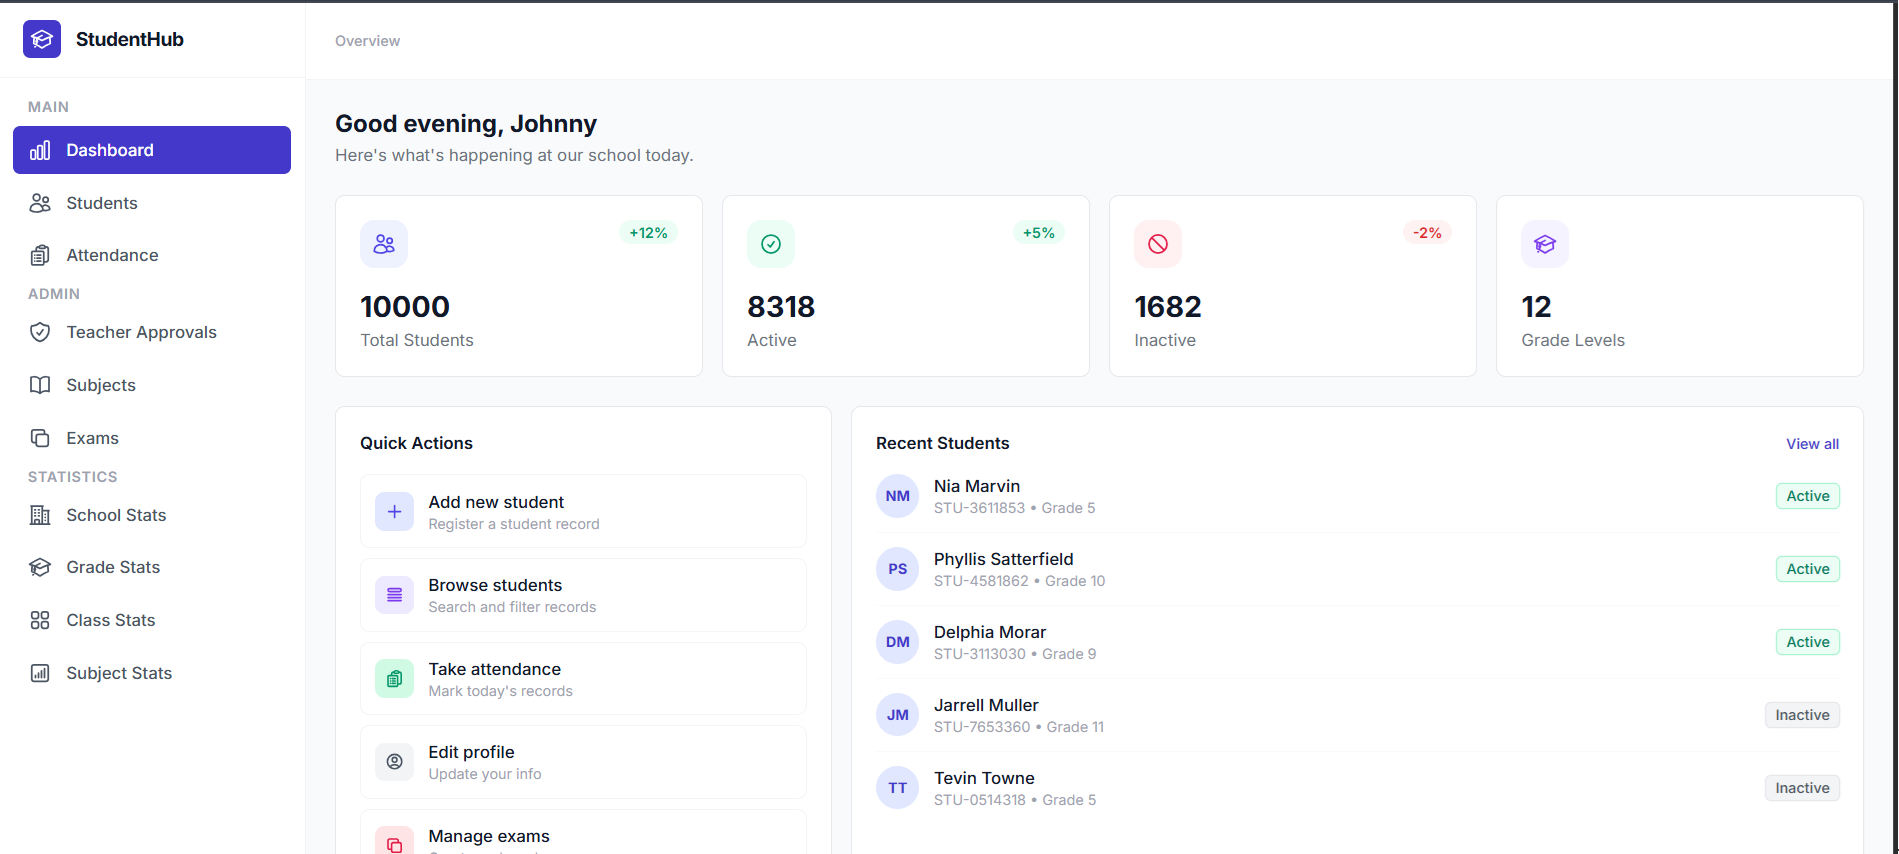 StudentHub
Overview
MAIN
Dashboard
Students
Attendance
ADMIN
Teacher Approvals
Subjects
Exams
STATISTICS
School Stats
Grade Stats
Class Stats
Subject Stats
Good evening, Johnny
Here's what's happening at our school today.
+12%
10000
Total Students
+5%
8318
Active
-2%
1682
Inactive
12
Grade Levels
Quick Actions
Add new student
Register a student record
Browse students
Search and filter records
Take attendance
Mark today's records
Edit profile
Update your info
Manage exams
Recent Students
View all
NM
Nia Marvin
STU-3611853 • Grade 5
Active
PS
Phyllis Satterfield
STU-4581862 • Grade 10
Active
DM
Delphia Morar
STU-3113030 • Grade 9
Active
JM
Jarrell Muller
STU-7653360 • Grade 11
Inactive
TT
Tevin Towne
STU-0514318 • Grade 5
Inactive